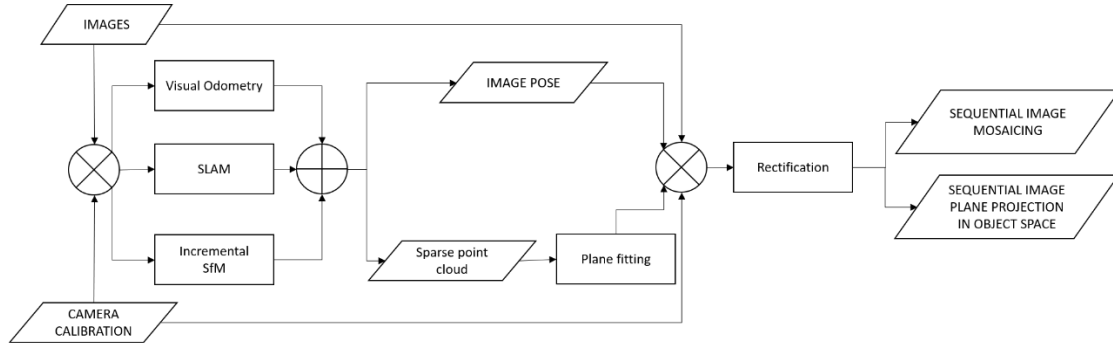 IMAGES
Visual Odometry
SLAM
Incremental
SfM
CAMERA
CALIBRATION
IMAGE POSE
Sparse point
cloud
Plane fitting
Rectification
SEQUENTIAL IMAGE
MOSAICING
SEQUENTIAL IMAGE
PLANE PROJECTION
IN OBJECT SPACE